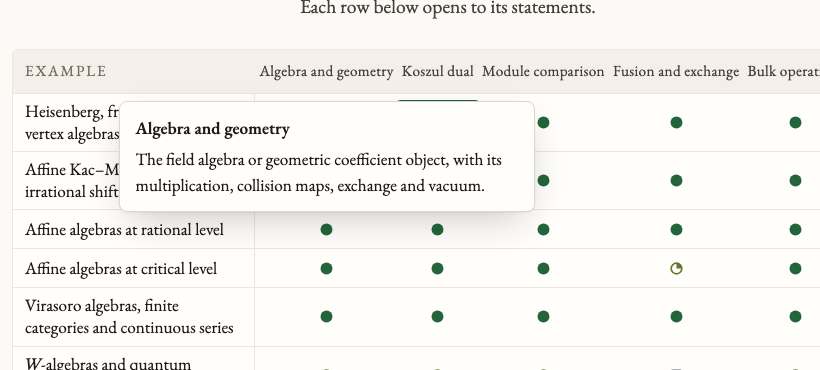 Each row below opens to its statements.
EXAMPLE Algebra and geometry Koszul dual Module comparison Fusion and exchange Bulk operat
Heisenberg, fr
vertex algebras
Algebra and geometry
The field algebra or geometric coefficient object, with its
multiplication, collision maps, exchange and vacuum.
Affine Kac–M
irrational shift
Affine algebras at rational level
Affine algebras at critical level
Virasoro algebras, finite
categories and continuous series
W-algebras and quantum